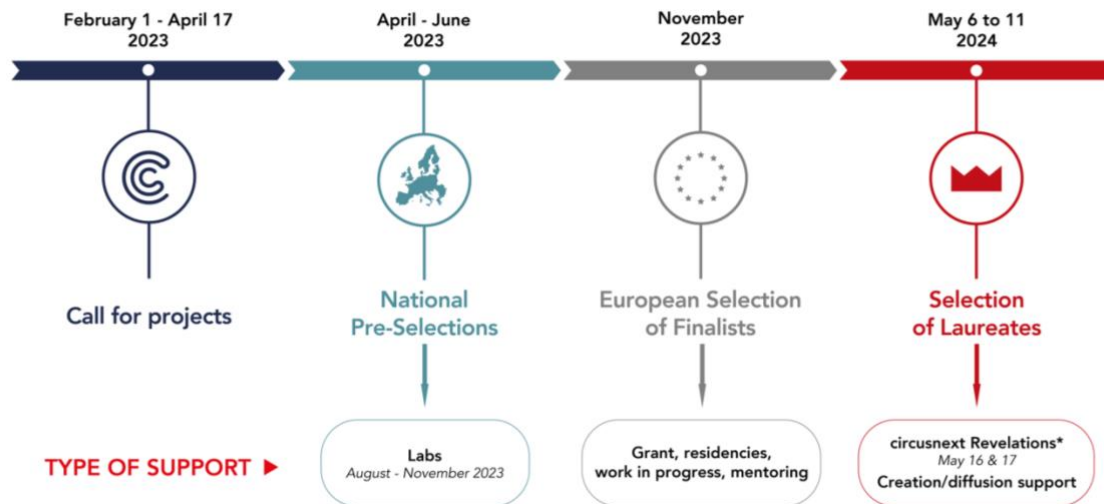 February 1 - April 17
2023
April - June
2023
November
2023
May 6 to 11
2024
Call for projects
National
Pre-Selections
European Selection
of Finalists
Selection
of Laureates
TYPE OF SUPPORT
Labs
August - November 2023
Grant, residencies,
work in progress, mentoring
circusnext Revelations*
May 16 & 17
Creation/diffusion support